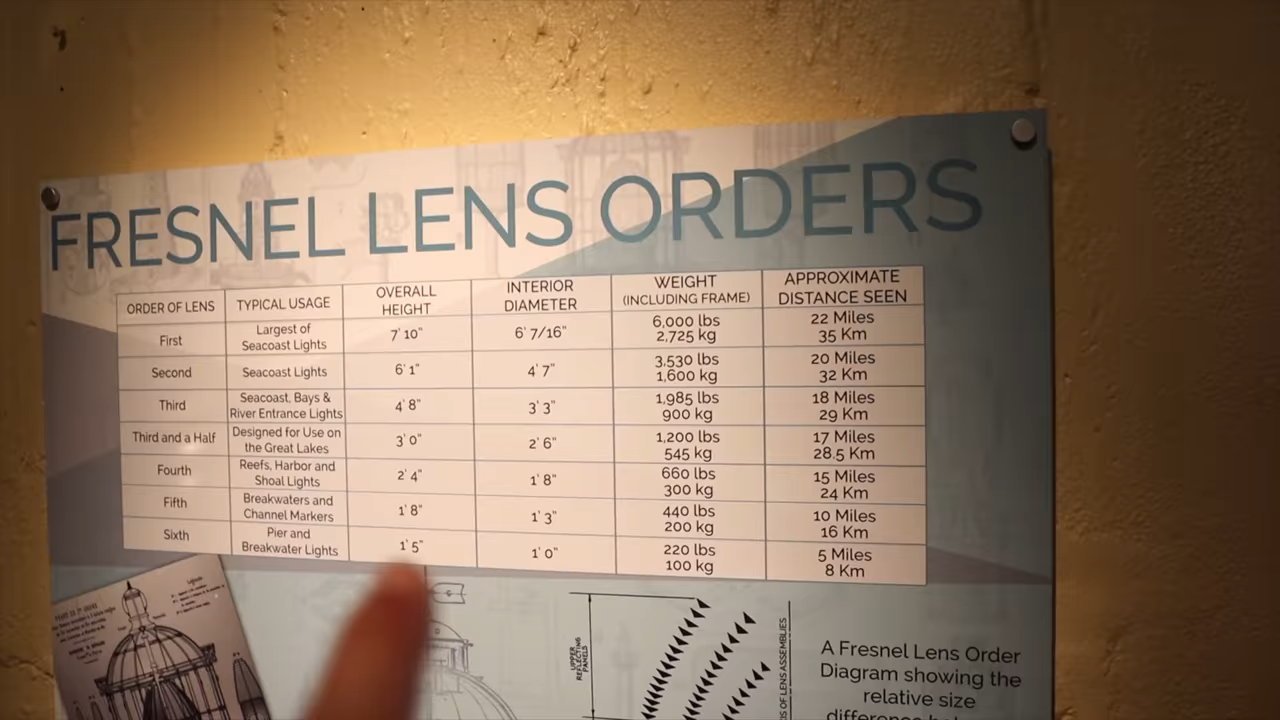 FRESNEL LENS ORDERS
ORDER OF LENS
TYPICAL USAGE
OVERALL
HEIGHT
INTERIOR
DIAMETER
WEIGHT
(INCLUDING FRAME)
APPROXIMATE
DISTANCE SEEN
First
Largest of
Seacoast Lights
7' 10"
6' 7/16"
6,000 lbs
2,725 kg
22 Miles
35 Km
Second
Seacoast Lights
6' 1"
4' 7"
3,530 lbs
1,600 kg
20 Miles
32 Km
Third
Seacoast, Bays &
River Entrance Lights
4' 8"
3' 3"
1,985 lbs
900 kg
18 Miles
29 Km
Third and a Half
Designed for Use on
the Great Lakes
3' 0"
2' 6"
1,200 lbs
545 kg
17 Miles
28.5 Km
Fourth
Reefs, Harbor and
Shoal Lights
2' 4"
1' 8"
660 lbs
300 kg
15 Miles
24 Km
Fifth
Breakwaters and
Channel Markers
1' 8"
1' 3"
440 lbs
200 kg
10 Miles
16 Km
Sixth
Pier and
Breakwater Lights
1' 5"
1' 0"
220 lbs
100 kg
5 Miles
8 Km
UPPER
REFLECTING
PANELS
OF LENS ASSEMBLIES
A Fresnel Lens Order
Diagram showing the
relative size